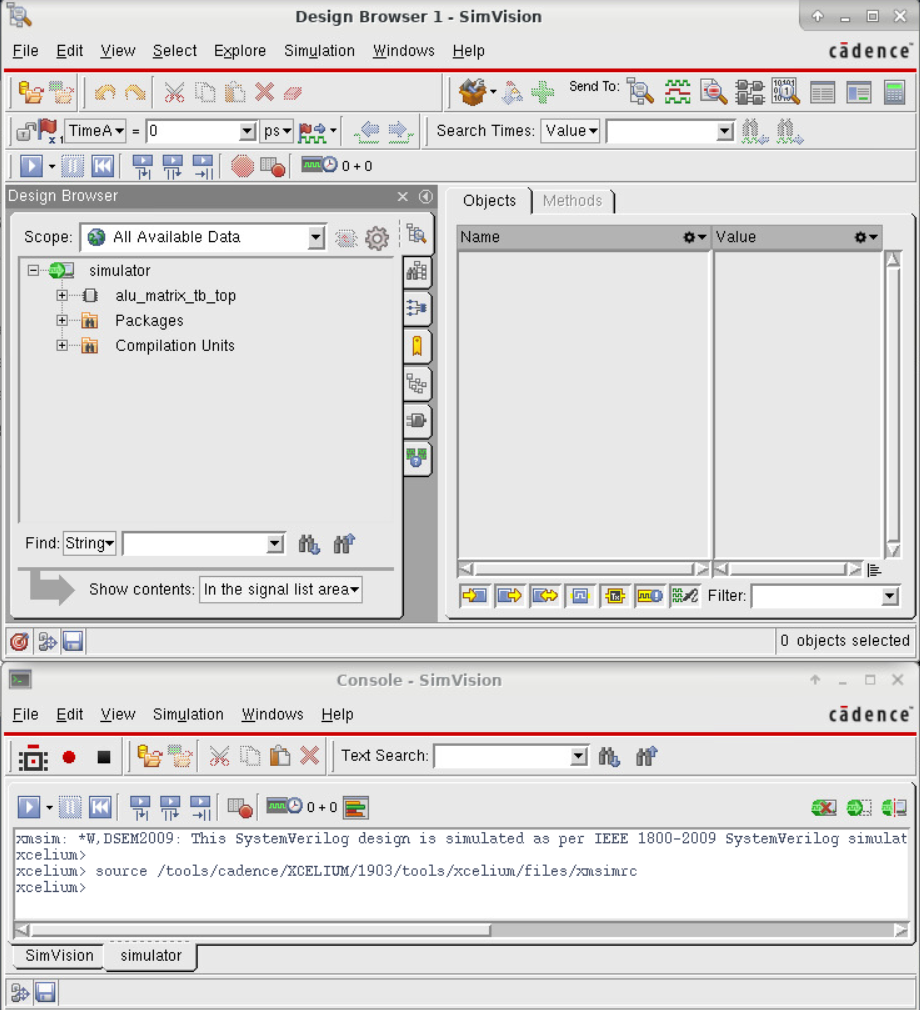 Design Browser 1 - SimVision
File Edit View Select Explore Simulation Windows Help cādence
Send To:
TimeA = 0 ps Search Times: Value
0 + 0
Design Browser
Objects Methods
Scope: All Available Data
Name Value
simulator
alu_matrix_tb_top
Packages
Compilation Units
Find: String
Show contents: In the signal list area
Filter:
0 objects selected
Console - SimVision
File Edit View Simulation Windows Help cādence
Text Search:
0 + 0
xmsim: *W,DSEM2009: This SystemVerilog design is simulated as per IEEE 1800-2009 SystemVerilog simulat
xcelium>
xcelium> source /tools/cadence/XCELIUM/1903/tools/xcelium/files/xmsimrc
xcelium>
SimVision simulator